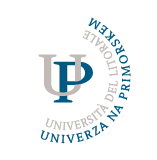 UP
UNIVERSITÀ DEL LITORALE
UNIVERZA NA PRIMORSKEM